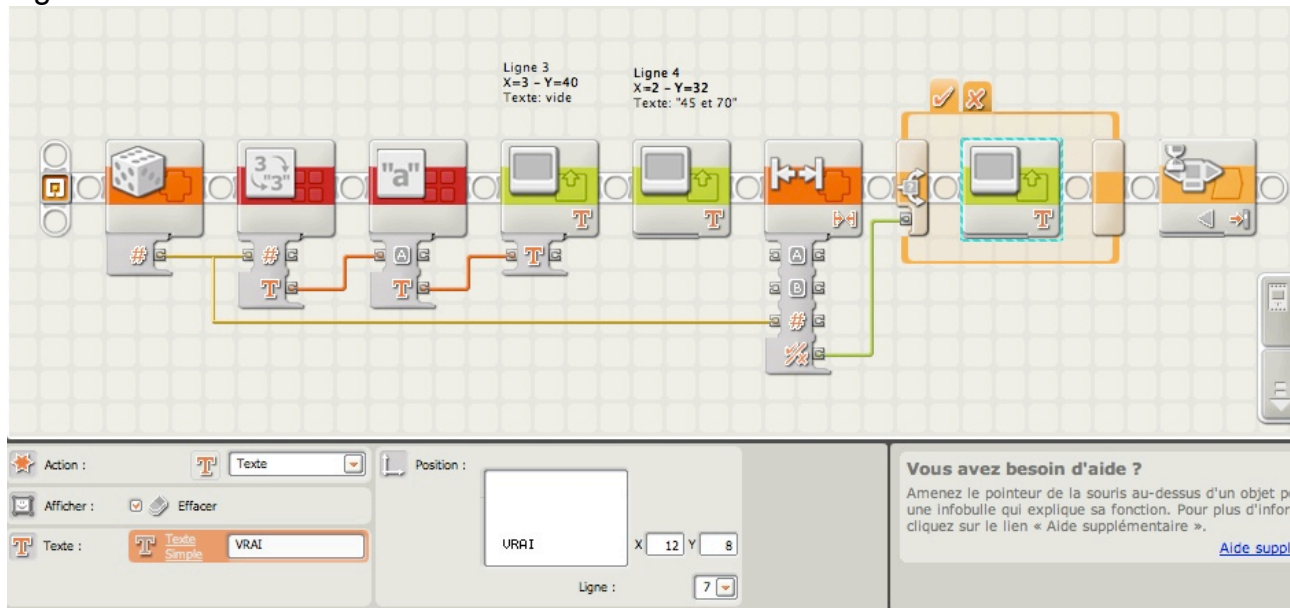 Ligne 3
X=3 - Y=40
Texte: vide
Ligne 4
X=2 - Y=32
Texte: "45 et 70"
3
"3"
"a"
#
#
T
A
T
T
T
T
A
B
#
T
Action :
T
Texte
Position :
Afficher :
Effacer
VRAI
X 12 Y 8
T
Texte :
T
Texte Simple
VRAI
Ligne :
7
Vous avez besoin d'aide ?
Amenez le pointeur de la souris au-dessus d'un objet
une infobulle qui explique sa fonction. Pour plus
cliquez sur le lien « Aide supplémentaire ».
Aide